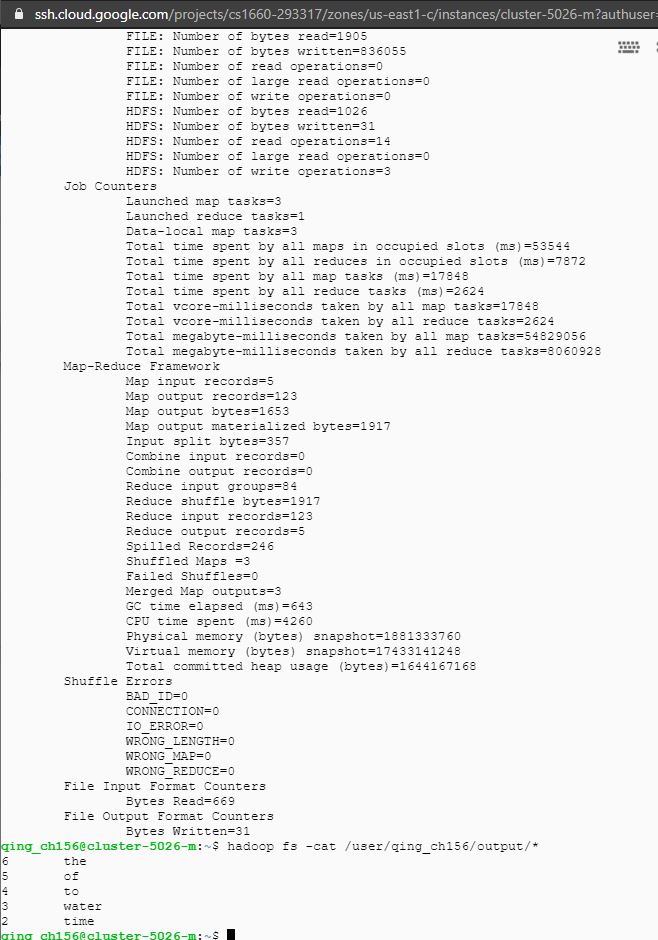 ssh.cloud.google.com/projects/cs1660-293317/zones/us-east1-c/instances/cluster-5026-m?authuser=
FILE: Number of bytes read=1905
FILE: Number of bytes written=836055
FILE: Number of read operations=0
FILE: Number of large read operations=0
FILE: Number of write operations=0
HDFS: Number of bytes read=1026
HDFS: Number of bytes written=31
HDFS: Number of read operations=14
HDFS: Number of large read operations=0
HDFS: Number of write operations=3
Job Counters
Launched map tasks=3
Launched reduce tasks=1
Data-local map tasks=3
Total time spent by all maps in occupied slots (ms)=53544
Total time spent by all reduces in occupied slots (ms)=7872
Total time spent by all map tasks (ms)=17848
Total time spent by all reduce tasks (ms)=2624
Total vcore-milliseconds taken by all map tasks=17848
Total vcore-milliseconds taken by all reduce tasks=2624
Total megabyte-milliseconds taken by all map tasks=54829056
Total megabyte-milliseconds taken by all reduce tasks=8060928
Map-Reduce Framework
Map input records=5
Map output records=123
Map output bytes=1653
Map output materialized bytes=1917
Input split bytes=357
Combine input records=0
Combine output records=0
Reduce input groups=84
Reduce shuffle bytes=1917
Reduce input records=123
Reduce output records=5
Spilled Records=246
Shuffled Maps =3
Failed Shuffles=0
Merged Map outputs=3
GC time elapsed (ms)=643
CPU time spent (ms)=4260
Physical memory (bytes) snapshot=1881333760
Virtual memory (bytes) snapshot=17433141248
Total committed heap usage (bytes)=1644167168
Shuffle Errors
BAD_ID=0
CONNECTION=0
IO_ERROR=0
WRONG_LENGTH=0
WRONG_MAP=0
WRONG_REDUCE=0
File Input Format Counters
Bytes Read=669
File Output Format Counters
Bytes Written=31
qing_ch156@cluster-5026-m:~$ hadoop fs -cat /user/qing_ch156/output/*
6 the
5 of
4 to
3 water
2 time
qing_ch156@cluster-5026-m:~$